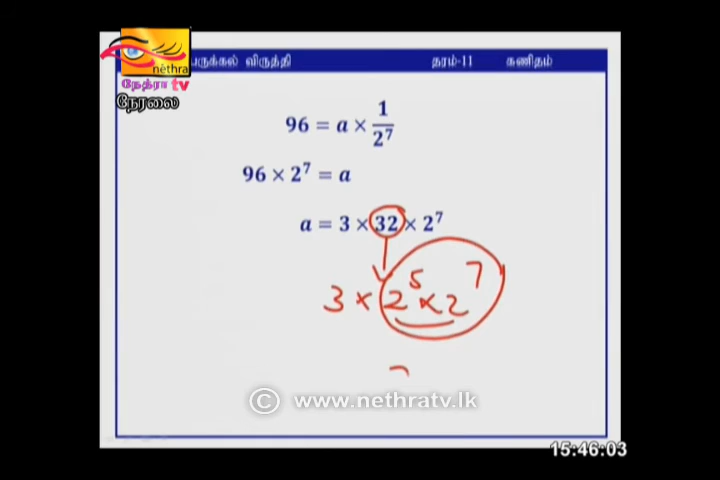 nethra
நேத்ரா tv
நேரலை
பெருக்கல் விருத்தி தரம்-11 கணிதம்
96 = a × 1/2⁷
96 × 2⁷ = a
a = 3 × 32 × 2⁷
3 × 2⁵ × 2⁷
© www.nethratv.lk
15:46:03